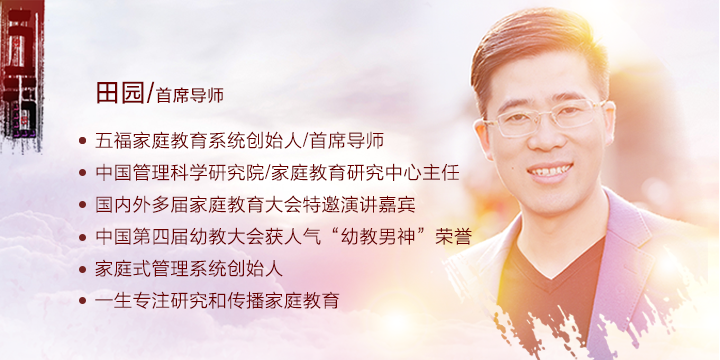 田园/首席导师
五福家庭教育系统创始人/首席导师
中国管理科学研究院/家庭教育研究中心主任
国内外多届家庭教育大会特邀演讲嘉宾
中国第四届幼教大会获人气“幼教男神”荣誉
家庭式管理系统创始人
一生专注研究和传播家庭教育